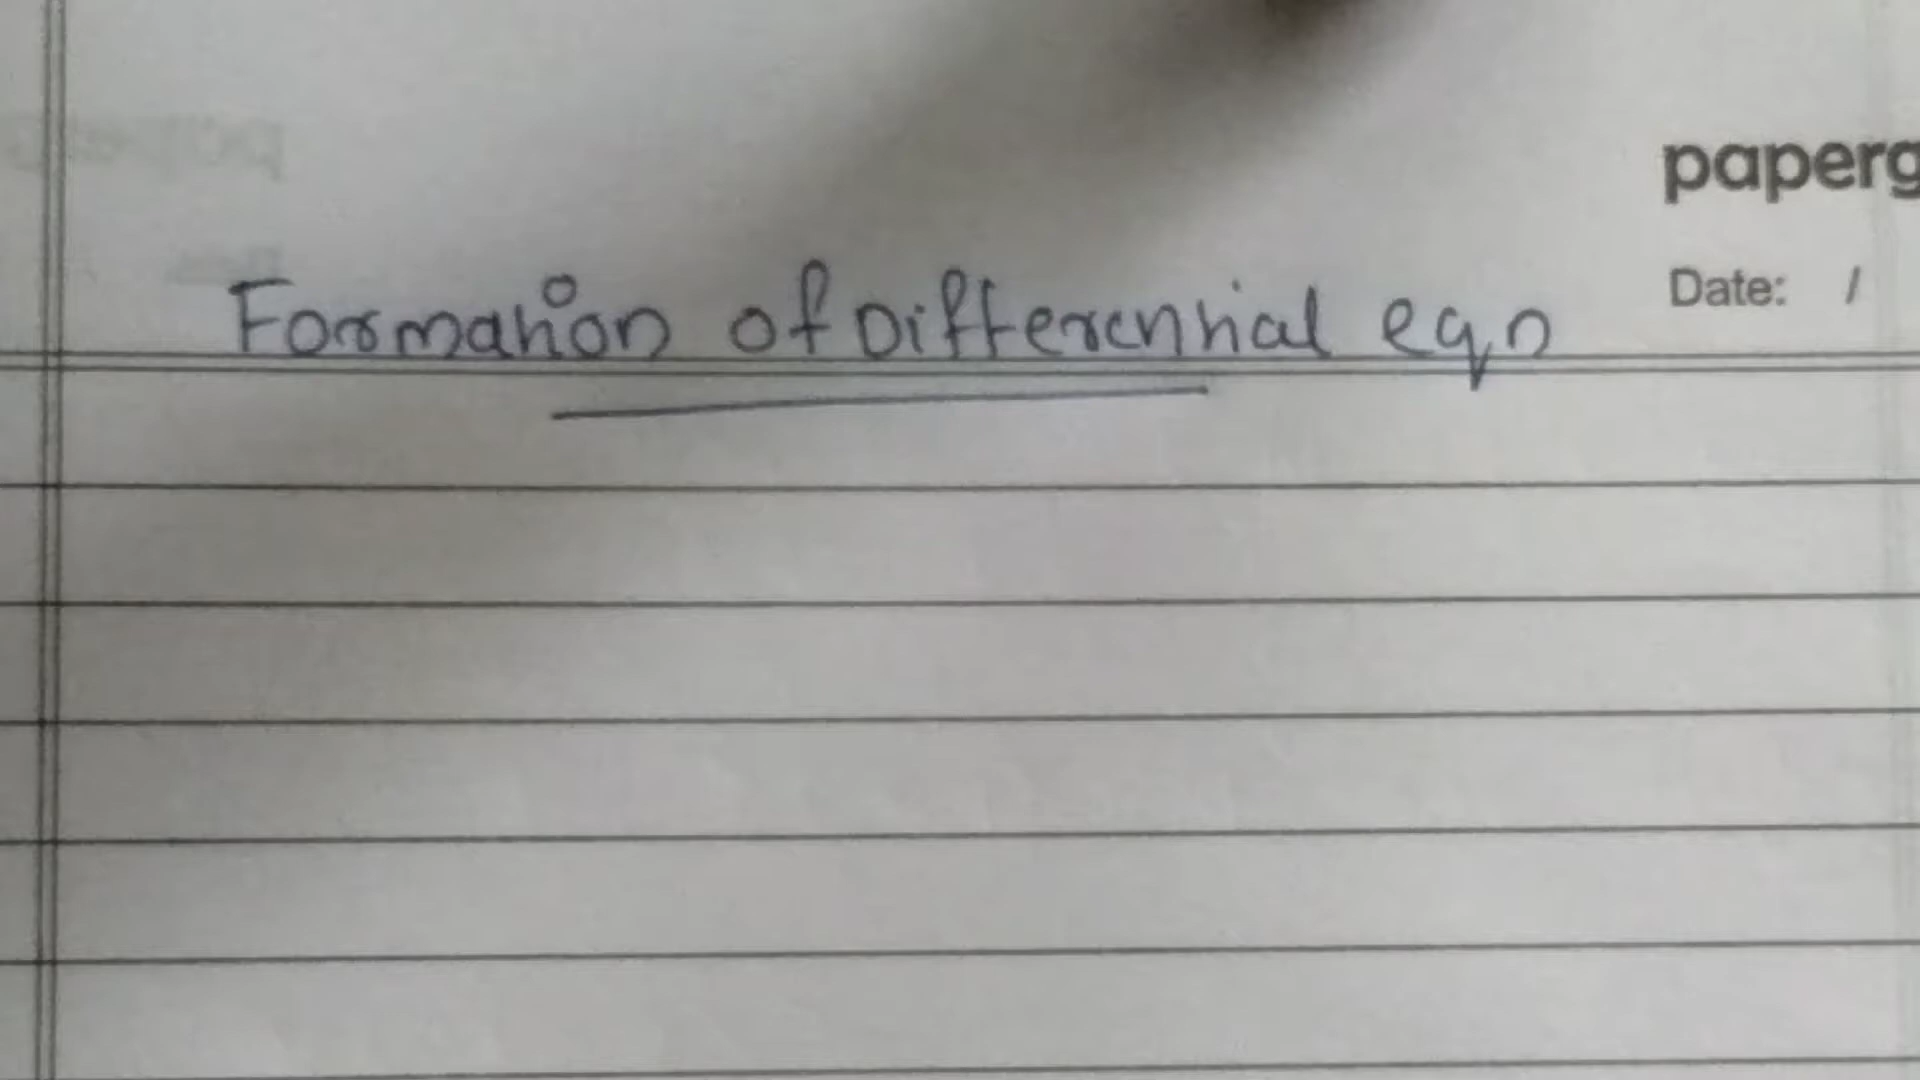 paperg
Date: /
Formation of Differential eqn